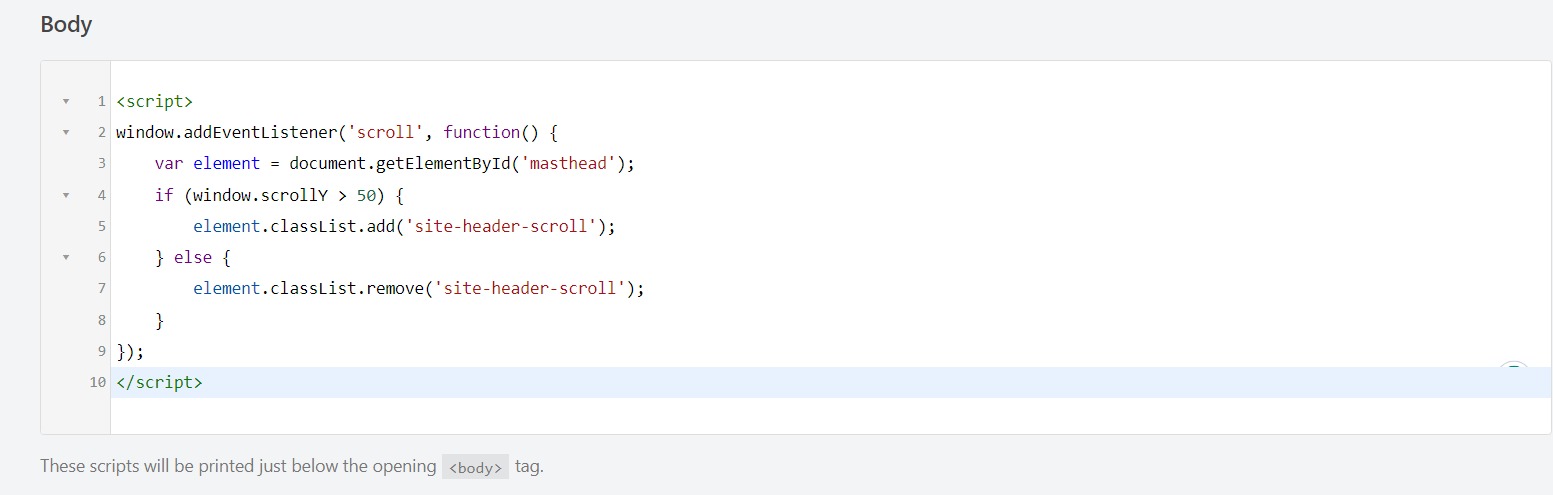 Body
1 <script>
2 window.addEventListener('scroll', function() {
3 var element = document.getElementById('masthead');
4 if (window.scrollY > 50) {
5 element.classList.add('site-header-scroll');
6 } else {
7 element.classList.remove('site-header-scroll');
8 }
9 });
10 </script>
These scripts will be printed just below the opening <body> tag.